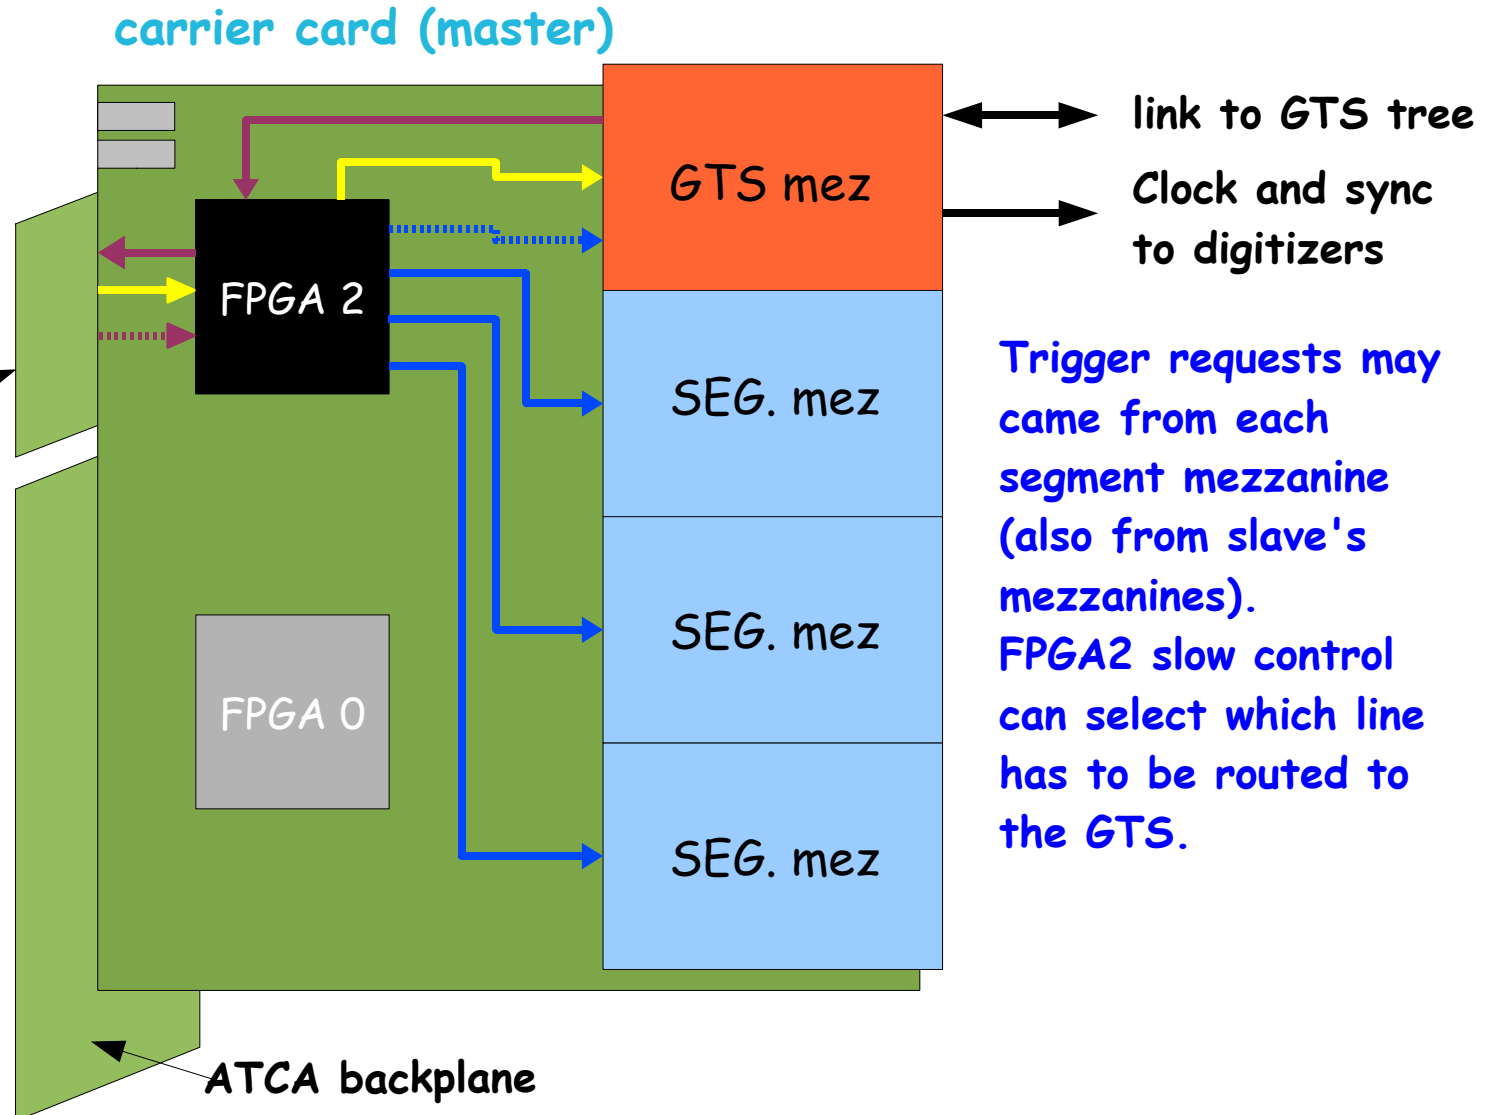 carrier card (master)
GTS mez
link to GTS tree
Clock and sync
to digitizers
FPGA 2
SEG. mez
Trigger requests may
came from each
segment mezzanine
(also from slave's
mezzanines).
FPGA2 slow control
can select which line
has to be routed to
the GTS.
SEG. mez
FPGA 0
SEG. mez
ATCA backplane